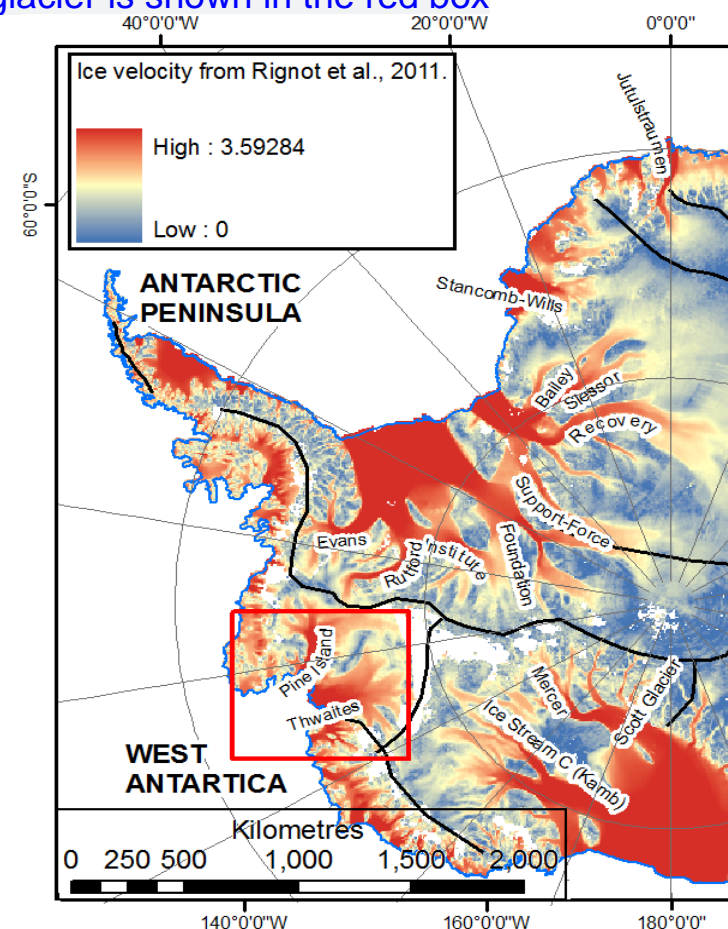 glacier is shown in the red box
40°0'0"W 20°0'0"W 0°0'0"
Ice velocity from Rignot et al., 2011.
High : 3.59284
Low : 0
60°0'0"S
Jutulstraumen
ANTARCTIC
PENINSULA
Stancomb-Wills
Bailey
Slessor
Recovery
Support-Force
Foundation
Institute
Rutford
Evans
Pine Island
Thwaites
Mercer
Scott Glacier
Ice Stream C (Kamb)
WEST
ANTARTICA
Kilometres
0 250 500 1,000 1,500 2,000
140°0'0"W 160°0'0"W 180°0'0"